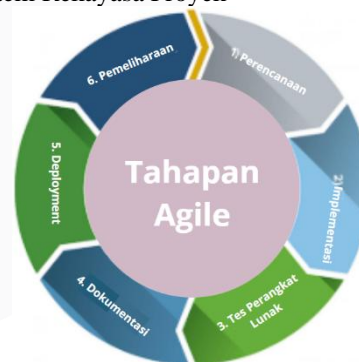 Tahapan
Agile
1) Perencanaan
2) Implementasi
3. Tes Perangkat
Lunak
4. Dokumentasi
5. Deployment
6. Pemeliharaan